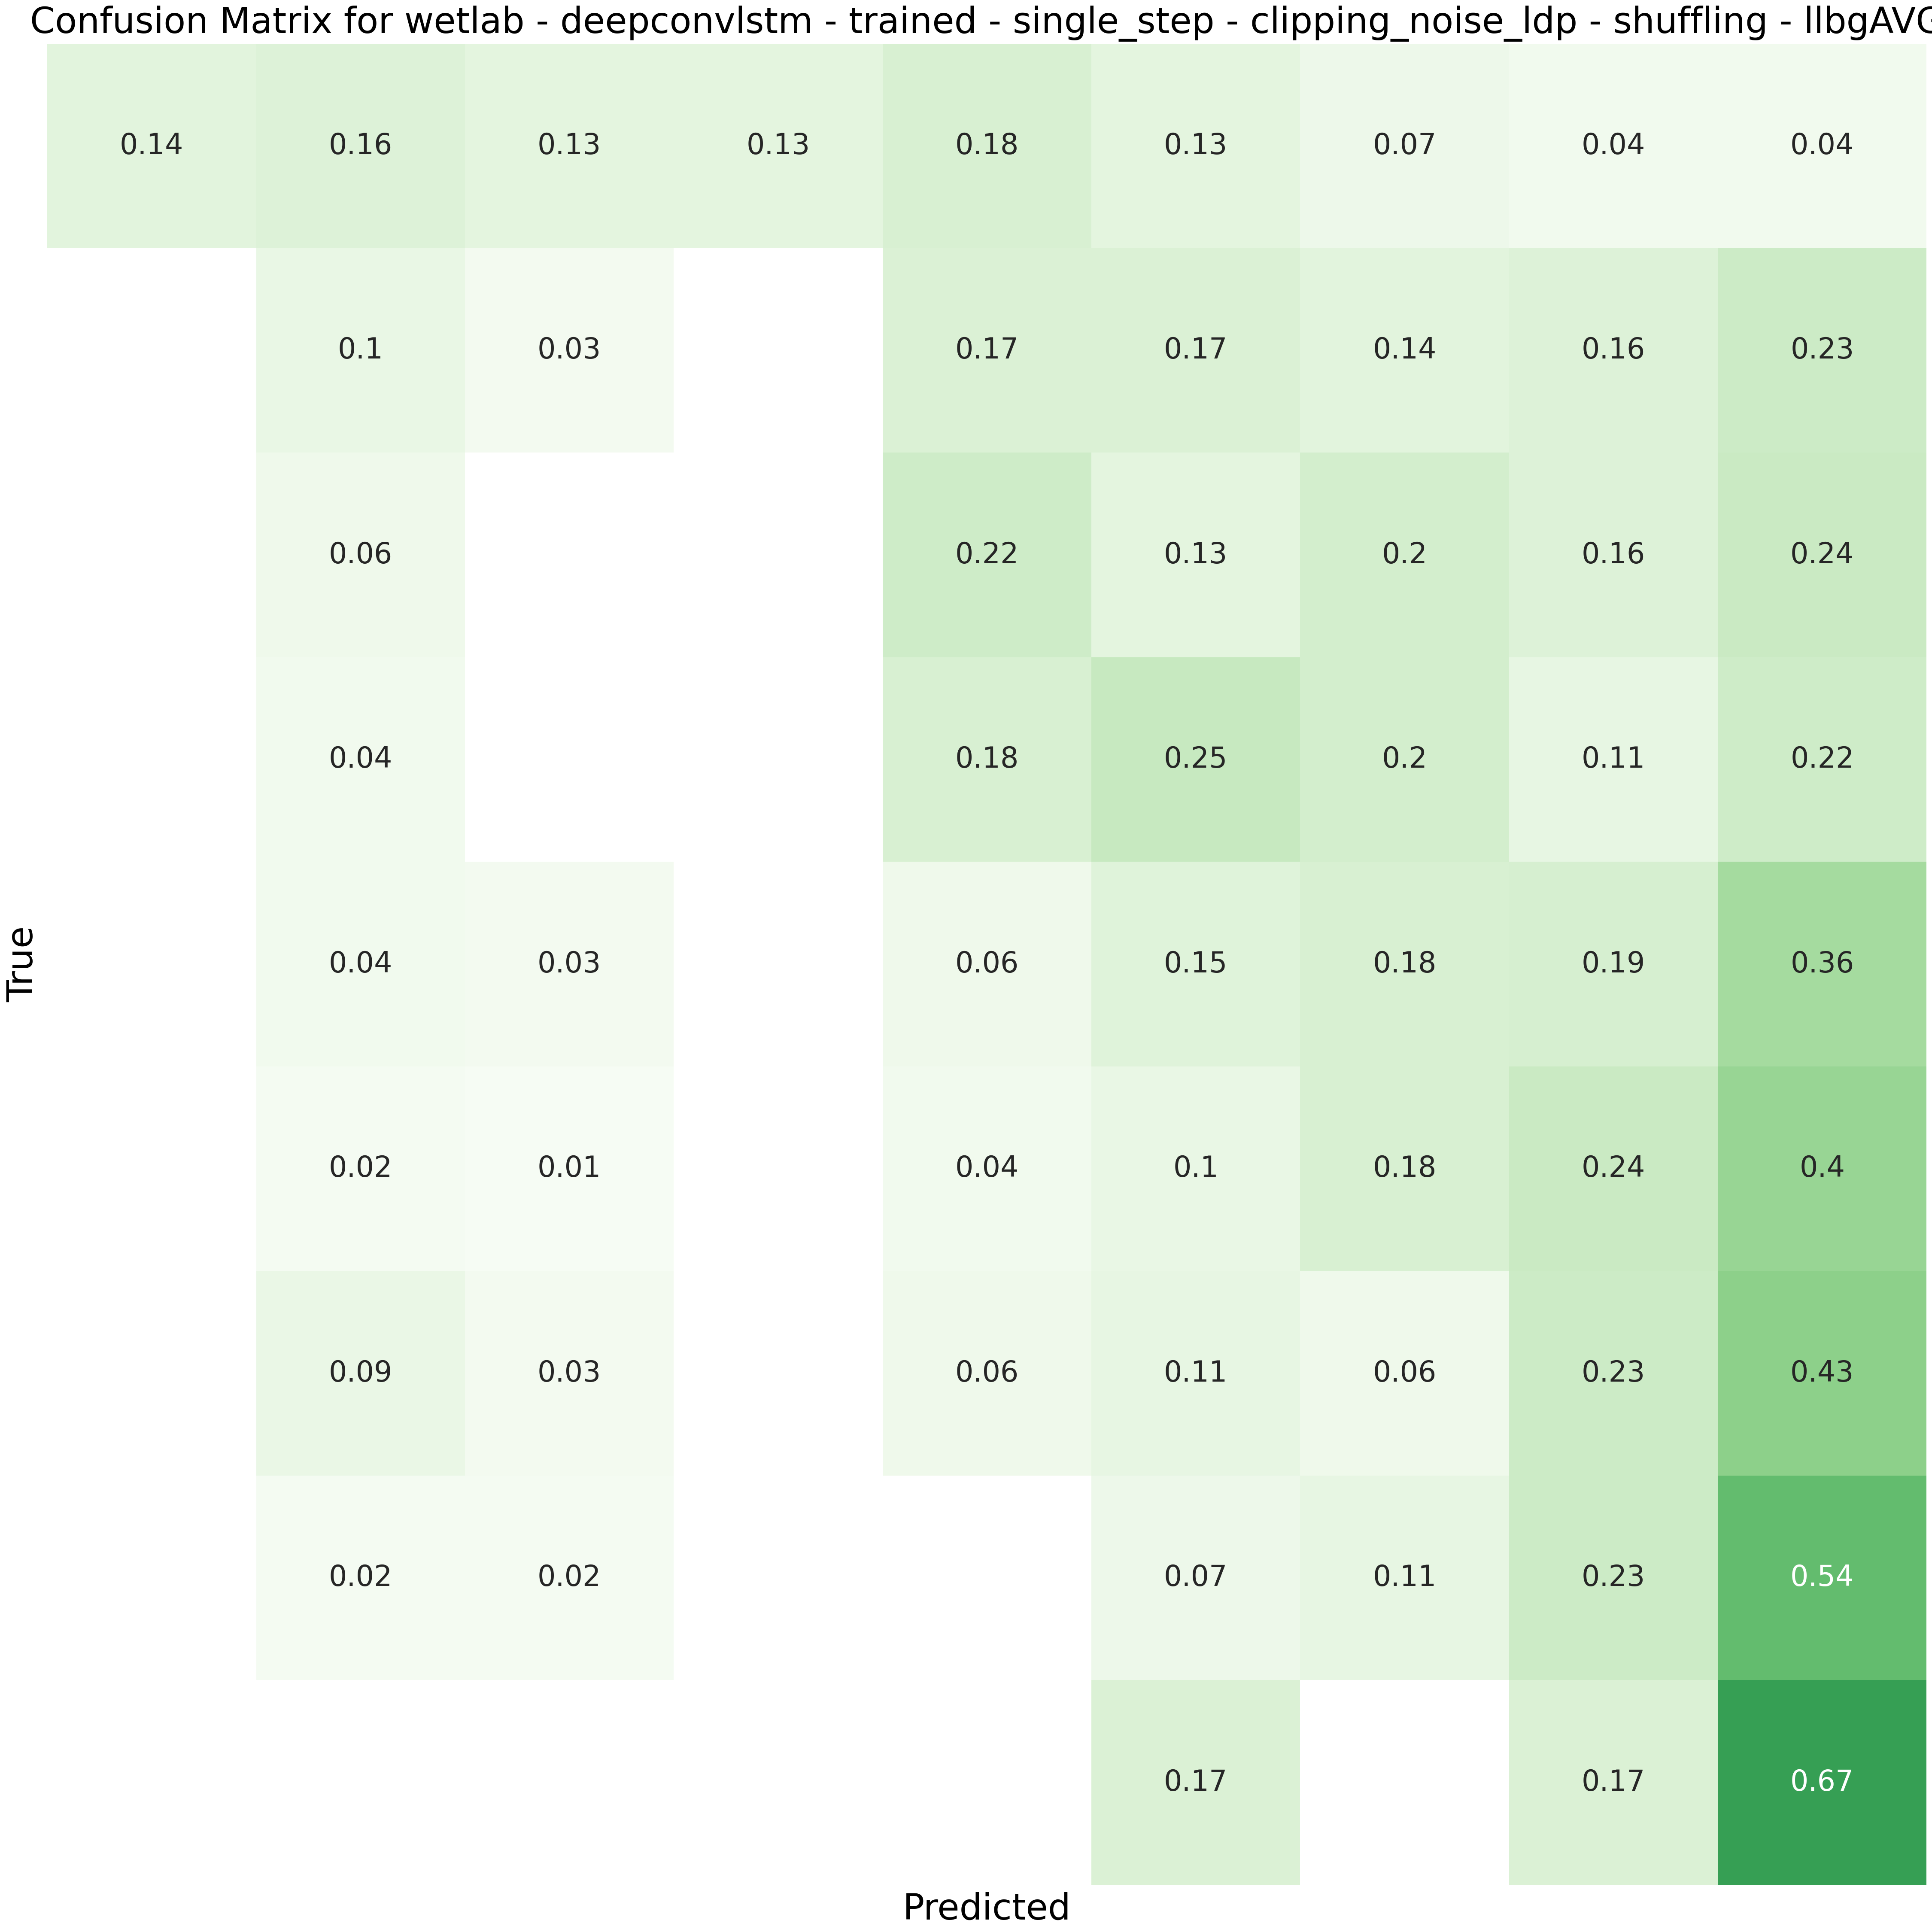 Confusion Matrix for wetlab - deepconvlstm - trained - single_step - clipping_noise_ldp - shuffling - llbgAVG
0.14 0.16 0.13 0.13 0.18 0.13 0.07 0.04 0.04
0.1 0.03 0.17 0.17 0.14 0.16 0.23
0.06 0.22 0.13 0.2 0.16 0.24
0.04 0.18 0.25 0.2 0.11 0.22
0.04 0.03 0.06 0.15 0.18 0.19 0.36
0.02 0.01 0.04 0.1 0.18 0.24 0.4
0.09 0.03 0.06 0.11 0.06 0.23 0.43
0.02 0.02 0.07 0.11 0.23 0.54
0.17 0.17 0.67
True
Predicted